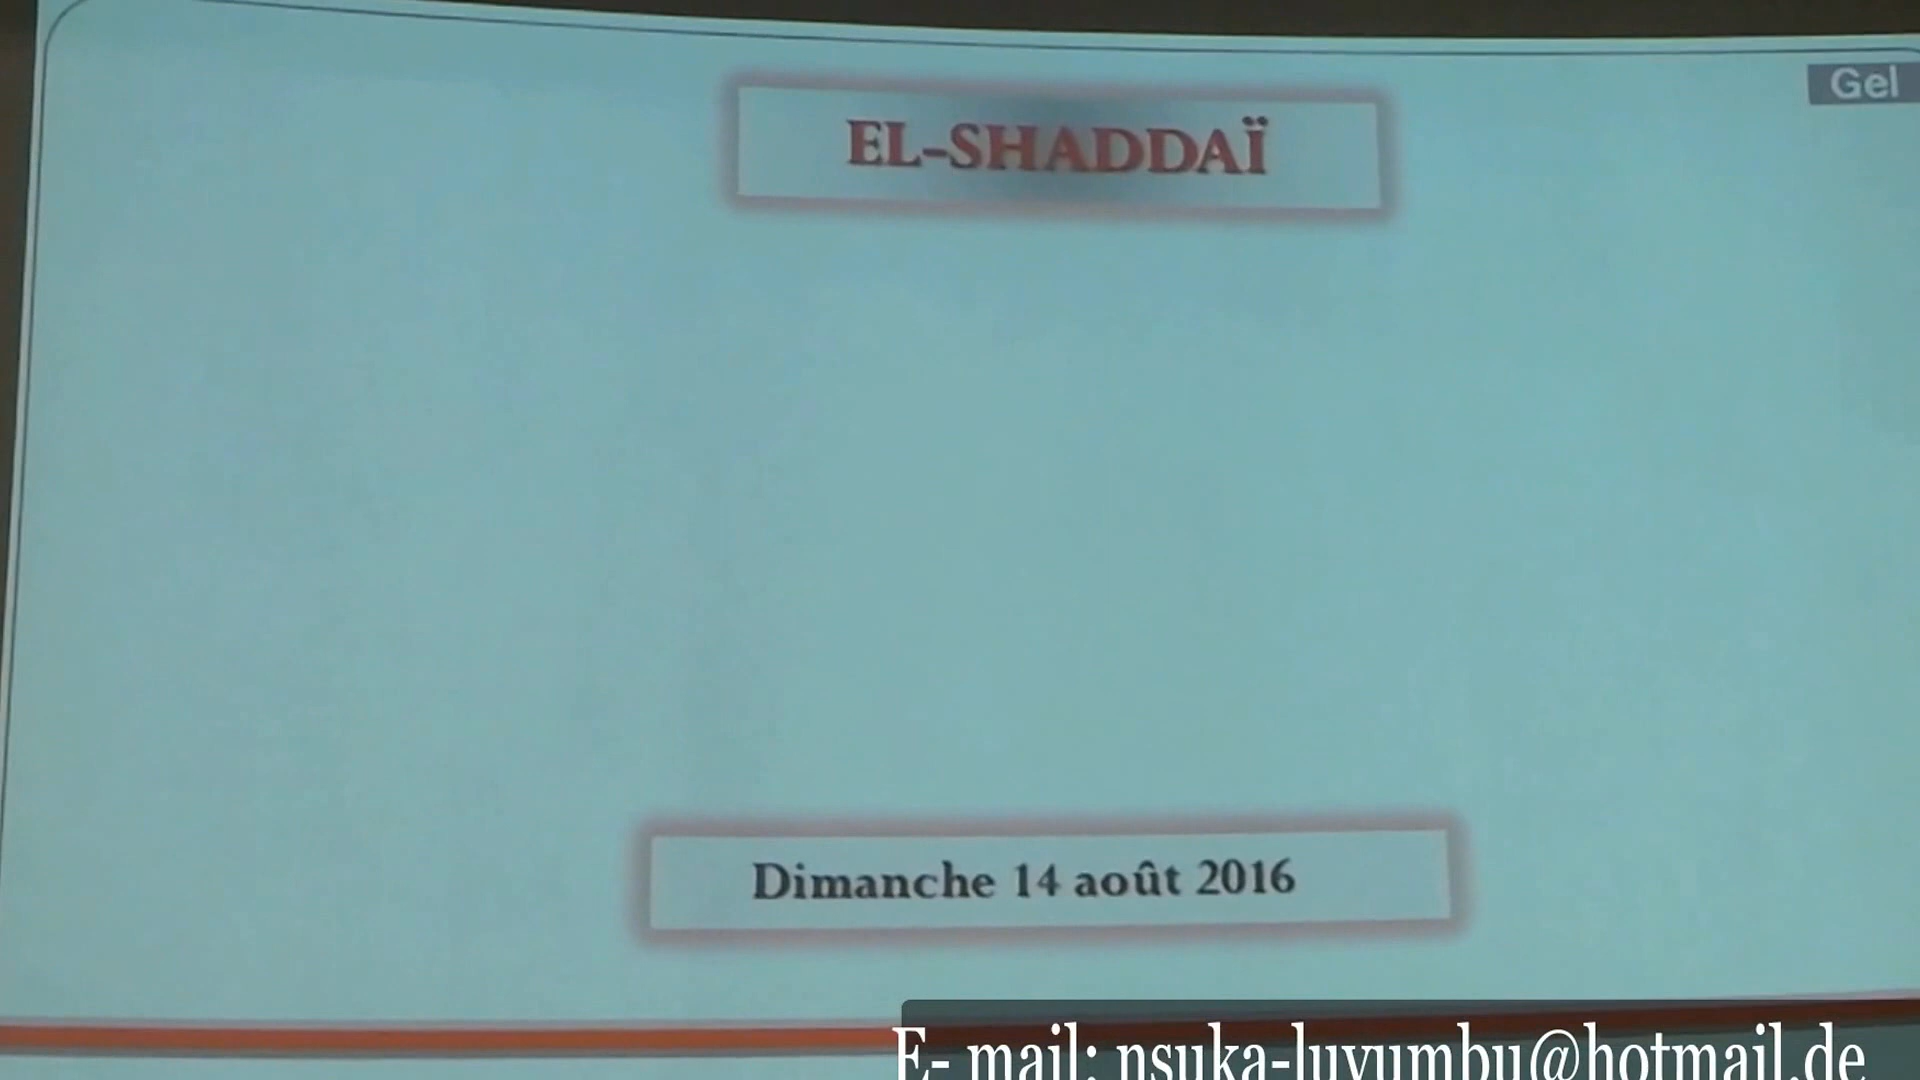 Gel
EL-SHADDAÏ
Dimanche 14 août 2016
E- mail: nsuka-luyumbu@hotmail.de